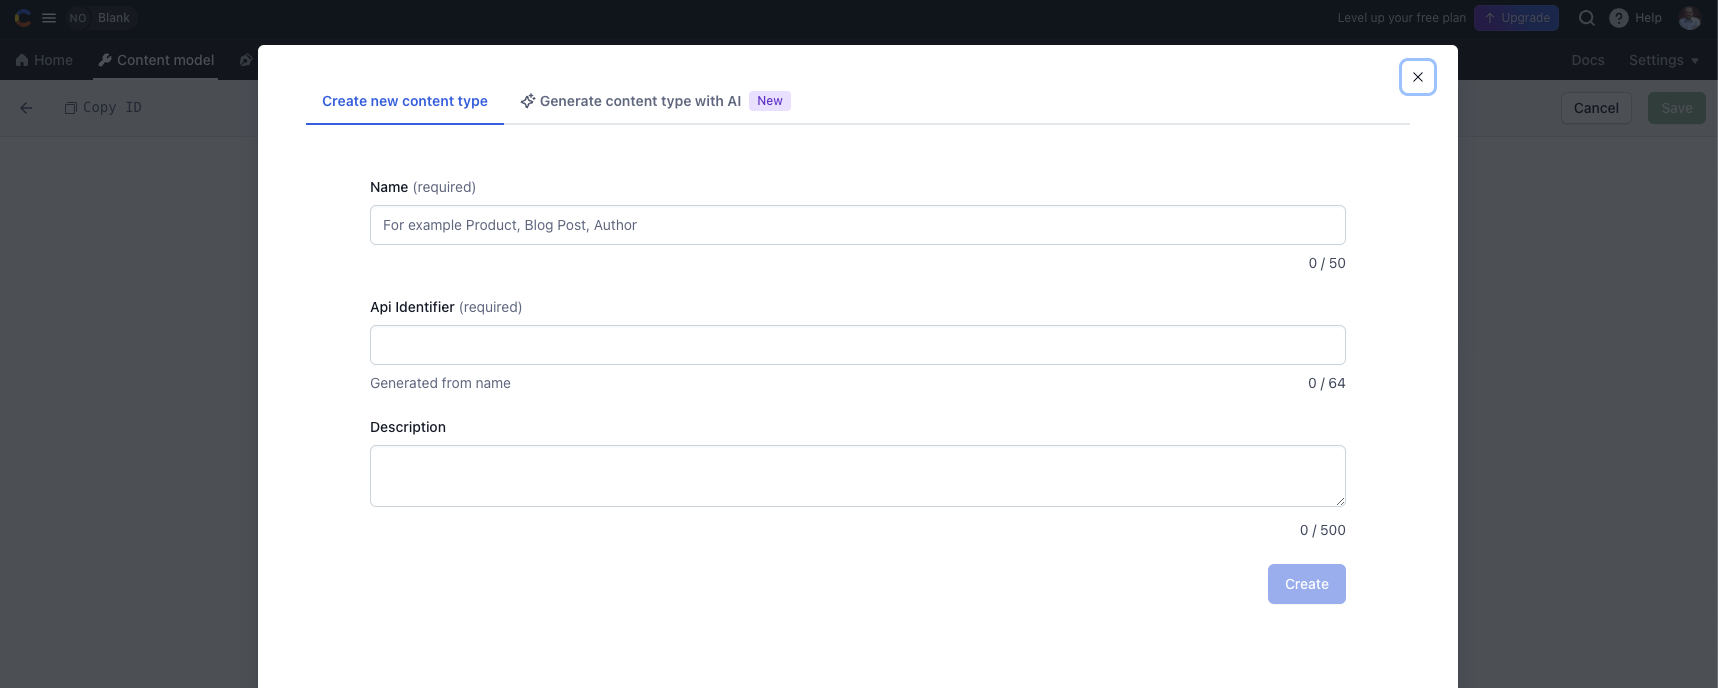 NO Blank Level up your free plan Upgrade ? Help
Home Content model Docs Settings
Create new content type Generate content type with AI New
Copy ID Cancel Save
Name (required)
For example Product, Blog Post, Author
0 / 50
Api Identifier (required)
Generated from name 0 / 64
Description
0 / 500
Create